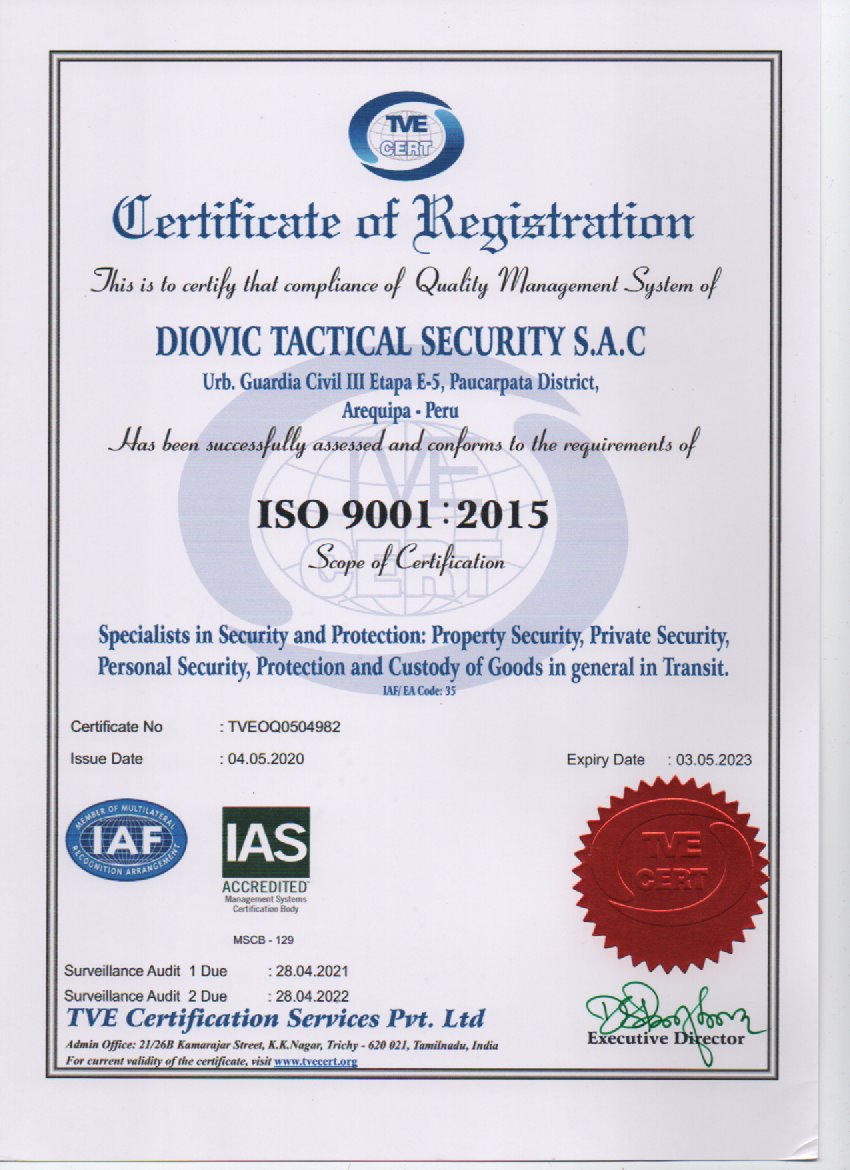 TVE
CERT
Certificate of Registration
This is to certify that compliance of Quality Management System of
DIOVIC TACTICAL SECURITY S.A.C
Urb. Guardia Civil III Etapa E-5, Paucarpata District,
Arequipa - Peru
Has been successfully assessed and conforms to the requirements of
TVE
ISO 9001:2015
CERT
Scope of Certification
Specialists in Security and Protection: Property Security, Private Security,
Personal Security, Protection and Custody of Goods in general in Transit.
IAF/ EA Code: 35
Certificate No : TVEOQ0504982
Issue Date : 04.05.2020 Expiry Date : 03.05.2023
MEMBER OF MULTILATERAL
IAF
RECOGNITION ARRANGEMENT
IAS
ACCREDITED
Management Systems
Certification Body
MSCB - 129
TVE
CERT
Surveillance Audit 1 Due : 28.04.2021
Surveillance Audit 2 Due : 28.04.2022
TVE Certification Services Pvt. Ltd
Executive Director
Admin Office: 21/26B Kamarajar Street, K.K.Nagar, Trichy - 620 021, Tamilnadu, India
For current validity of the certificate, visit www.tvecert.org